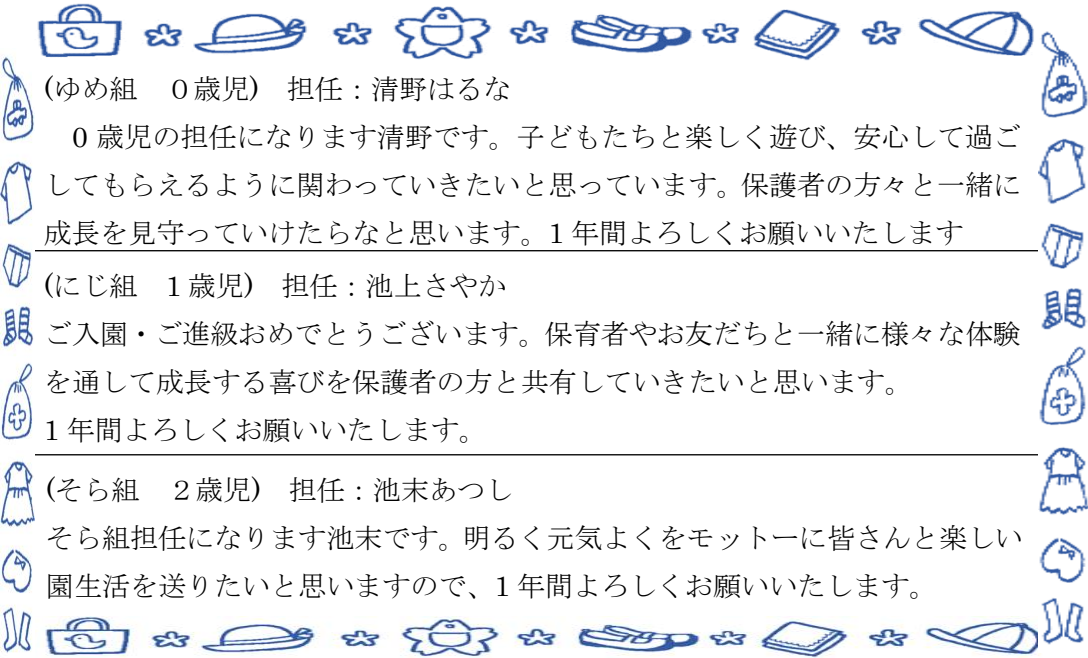 (ゆめ組　０歳児)　担任：清野はるな
　0 歳児の担任になります清野です。子どもたちと楽しく遊び、安心して過ご
してもらえるように関わっていきたいと思っています。保護者の方々と一緒に
成長を見守っていけたらなと思います。1 年間よろしくお願いいたします
(にじ組　１歳児)　担任：池上さやか
ご入園・ご進級おめでとうございます。保育者やお友だちと一緒に様々な体験
を通して成長する喜びを保護者の方と共有していきたいと思います。
1 年間よろしくお願いいたします。
(そら組　２歳児)　担任：池末あつし
そら組担任になります池末です。明るく元気よくをモットーに皆さんと楽しい
園生活を送りたいと思いますので、1 年間よろしくお願いいたします。